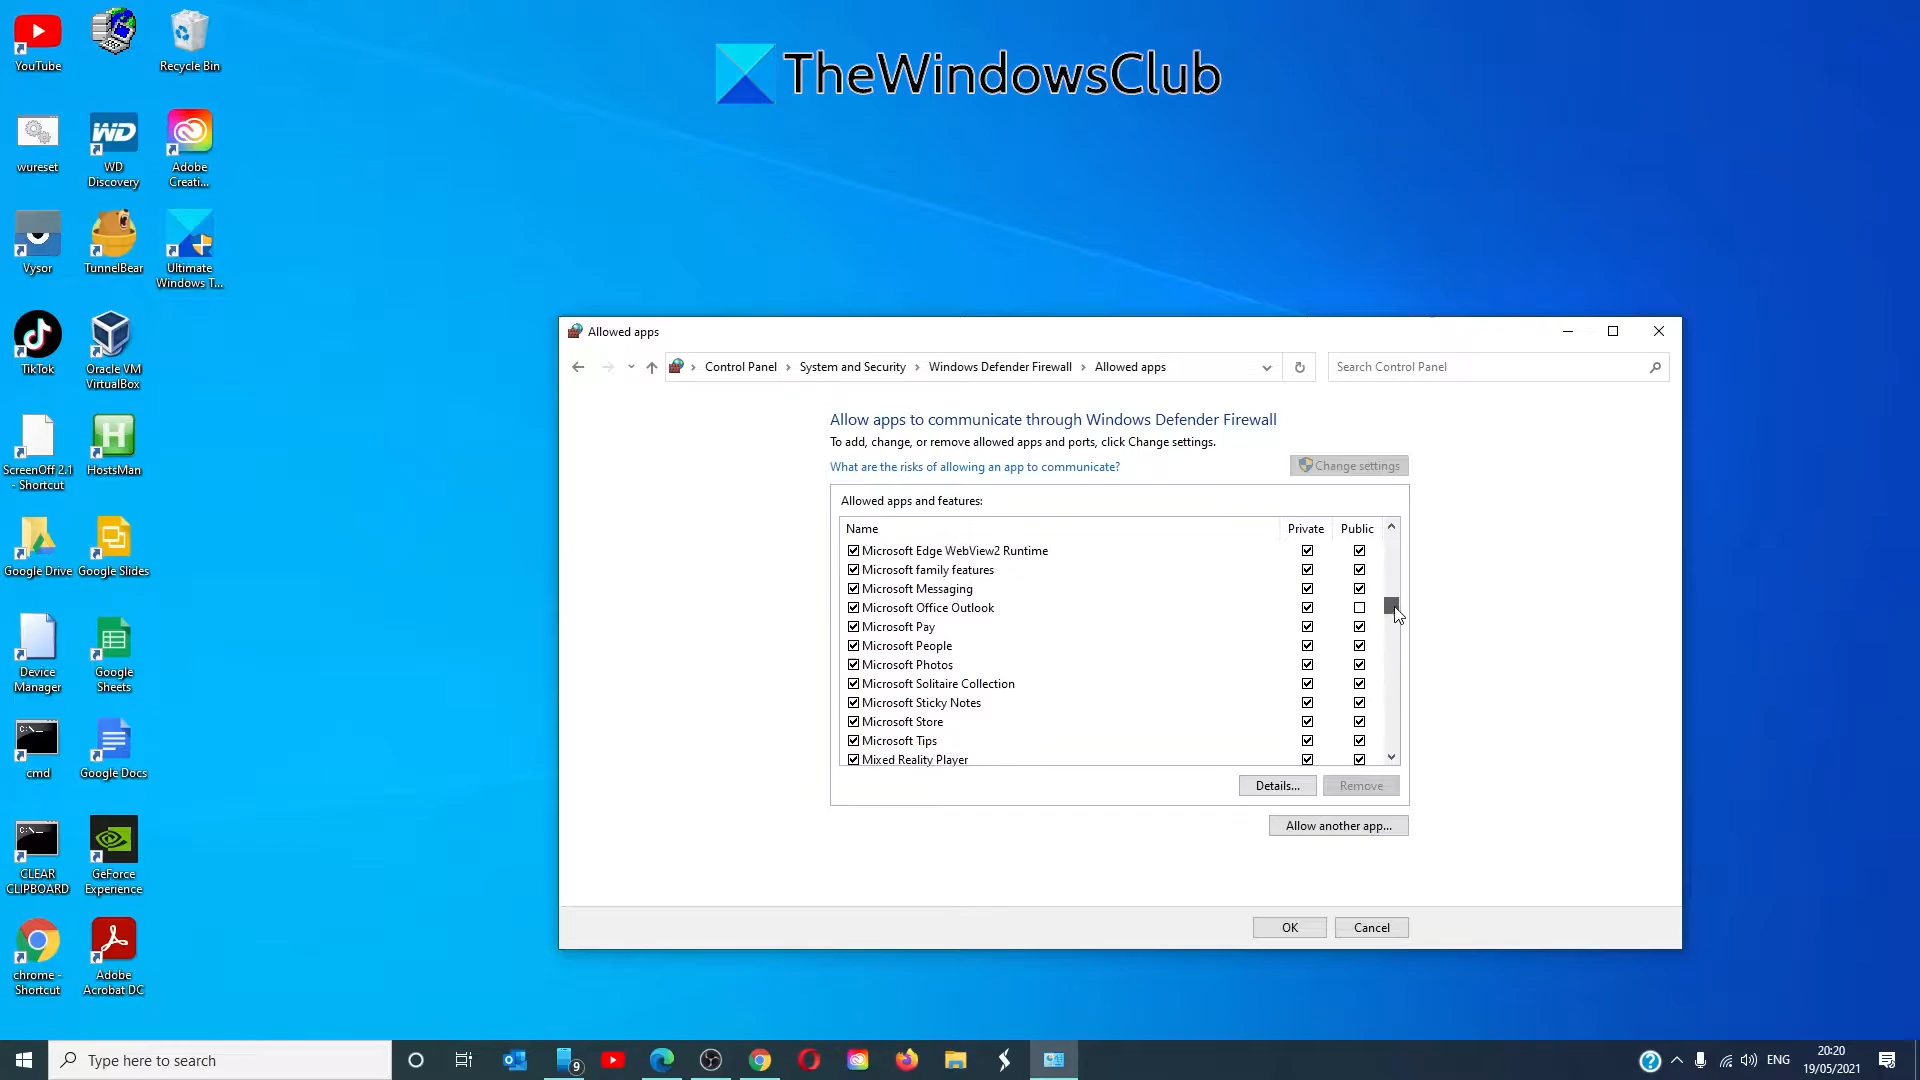 YouTube
Recycle Bin
TheWindowsClub
wureset
WD
WD
Discovery
Adobe
Creati...
Vysor
TunnelBear
Ultimate
Windows T...
TikTok
Oracle VM
VirtualBox
ScreenOff 2.1
- Shortcut
H
HostsMan
Google Drive
Google Slides
Device
Manager
Google
Sheets
C:\_
cmd
Google Docs
C:\_
CLEAR
CLIPBOARD
GeForce
Experience
chrome -
Shortcut
Adobe
Acrobat DC
Allowed apps
Control Panel > System and Security > Windows Defender Firewall > Allowed apps
Search Control Panel
Allow apps to communicate through Windows Defender Firewall
To add, change, or remove allowed apps and ports, click Change settings.
What are the risks of allowing an app to communicate?
Change settings
Allowed apps and features:
Name Private Public
Microsoft Edge WebView2 Runtime
Microsoft family features
Microsoft Messaging
Microsoft Office Outlook
Microsoft Pay
Microsoft People
Microsoft Photos
Microsoft Solitaire Collection
Microsoft Sticky Notes
Microsoft Store
Microsoft Tips
Mixed Reality Player
Details... Remove
Allow another app...
OK Cancel
Type here to search
9
ENG
20:20
19/05/2021